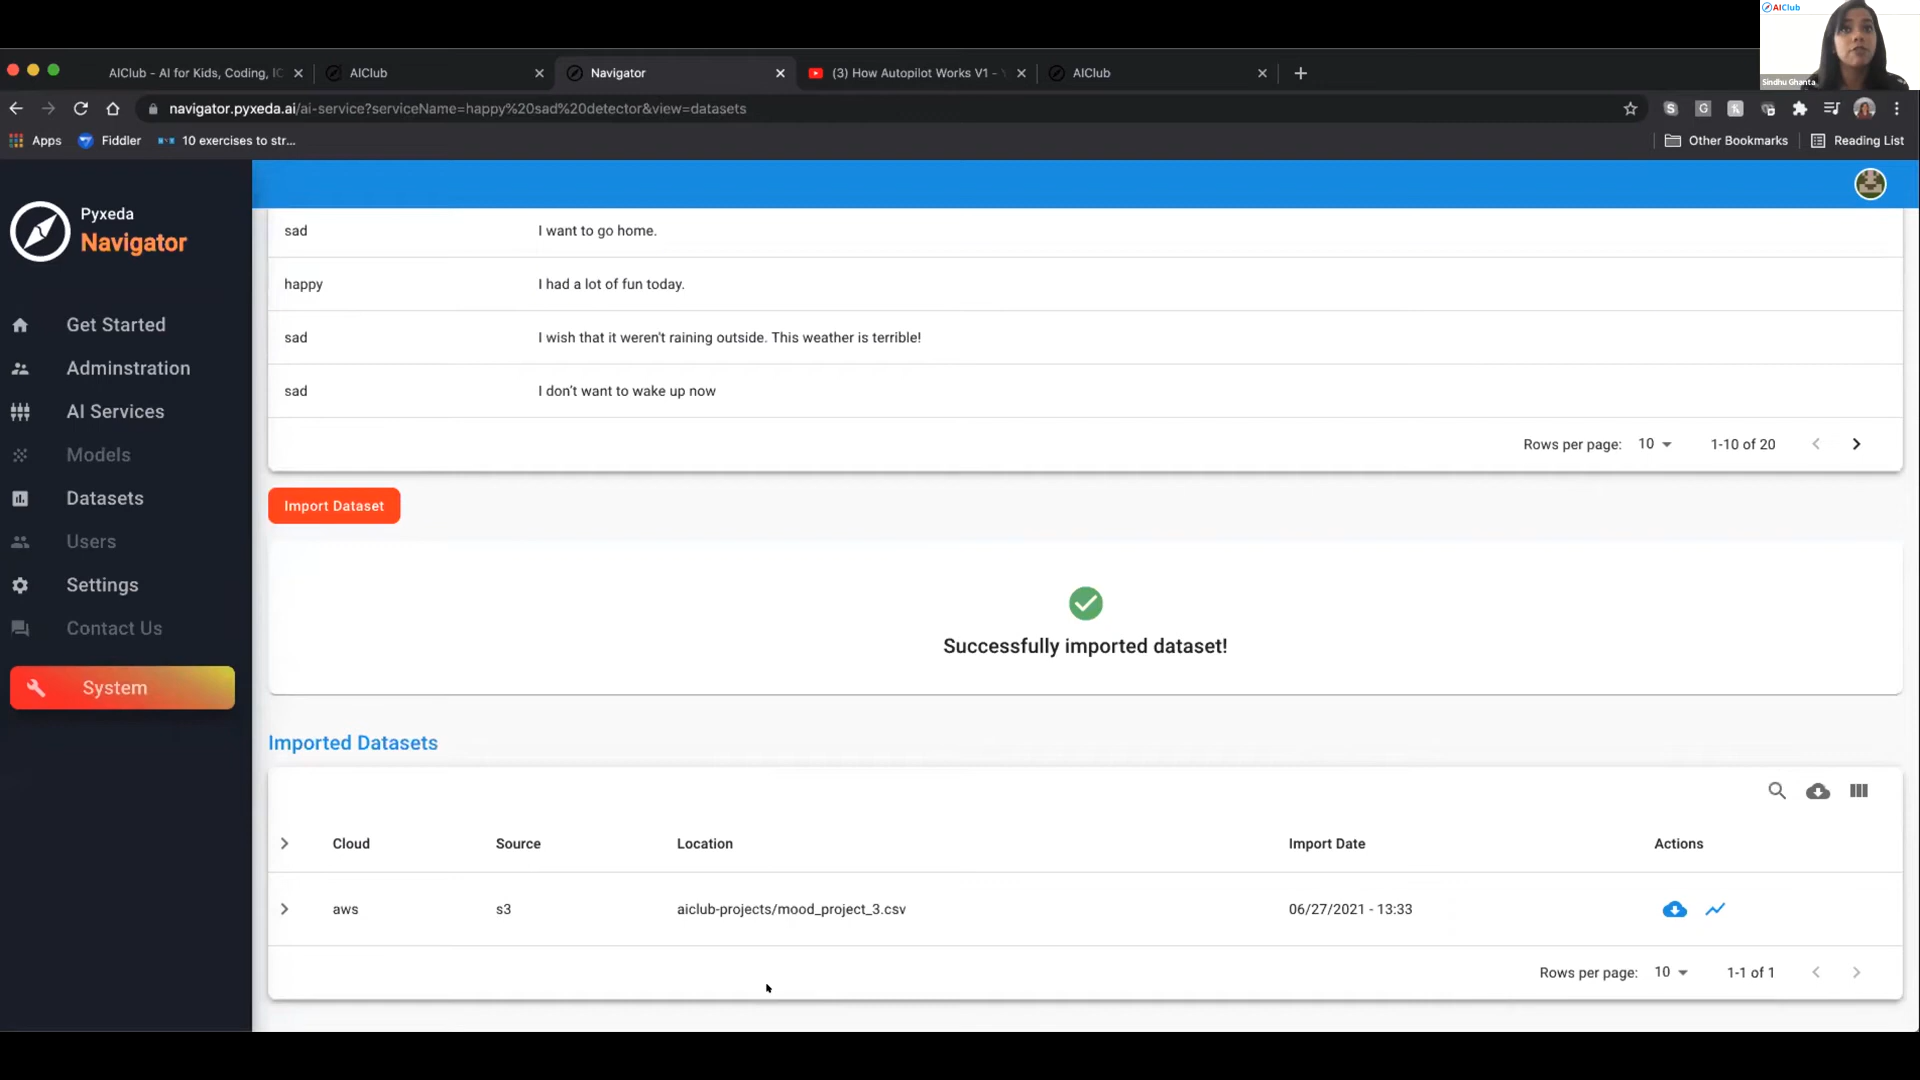 AIClub
Sindhu Ghanta
AIClub - AI for Kids, Coding, IC
AIClub
Navigator
(3) How Autopilot Works V1 -
AIClub
navigator.pyxeda.ai/ai-service?serviceName=happy%20sad%20detector&view=datasets
Apps
Fiddler
10 exercises to str...
Other Bookmarks
Reading List
Pyxeda
Navigator
Get Started
Adminstration
AI Services
Models
Datasets
Users
Settings
Contact Us
System
sad I want to go home.
happy I had a lot of fun today.
sad I wish that it weren't raining outside. This weather is terrible!
sad I don't want to wake up now
Rows per page: 10 1-10 of 20
Import Dataset
Successfully imported dataset!
Imported Datasets
Cloud Source Location Import Date Actions
aws s3 aiclub-projects/mood_project_3.csv 06/27/2021 - 13:33
Rows per page: 10 1-1 of 1